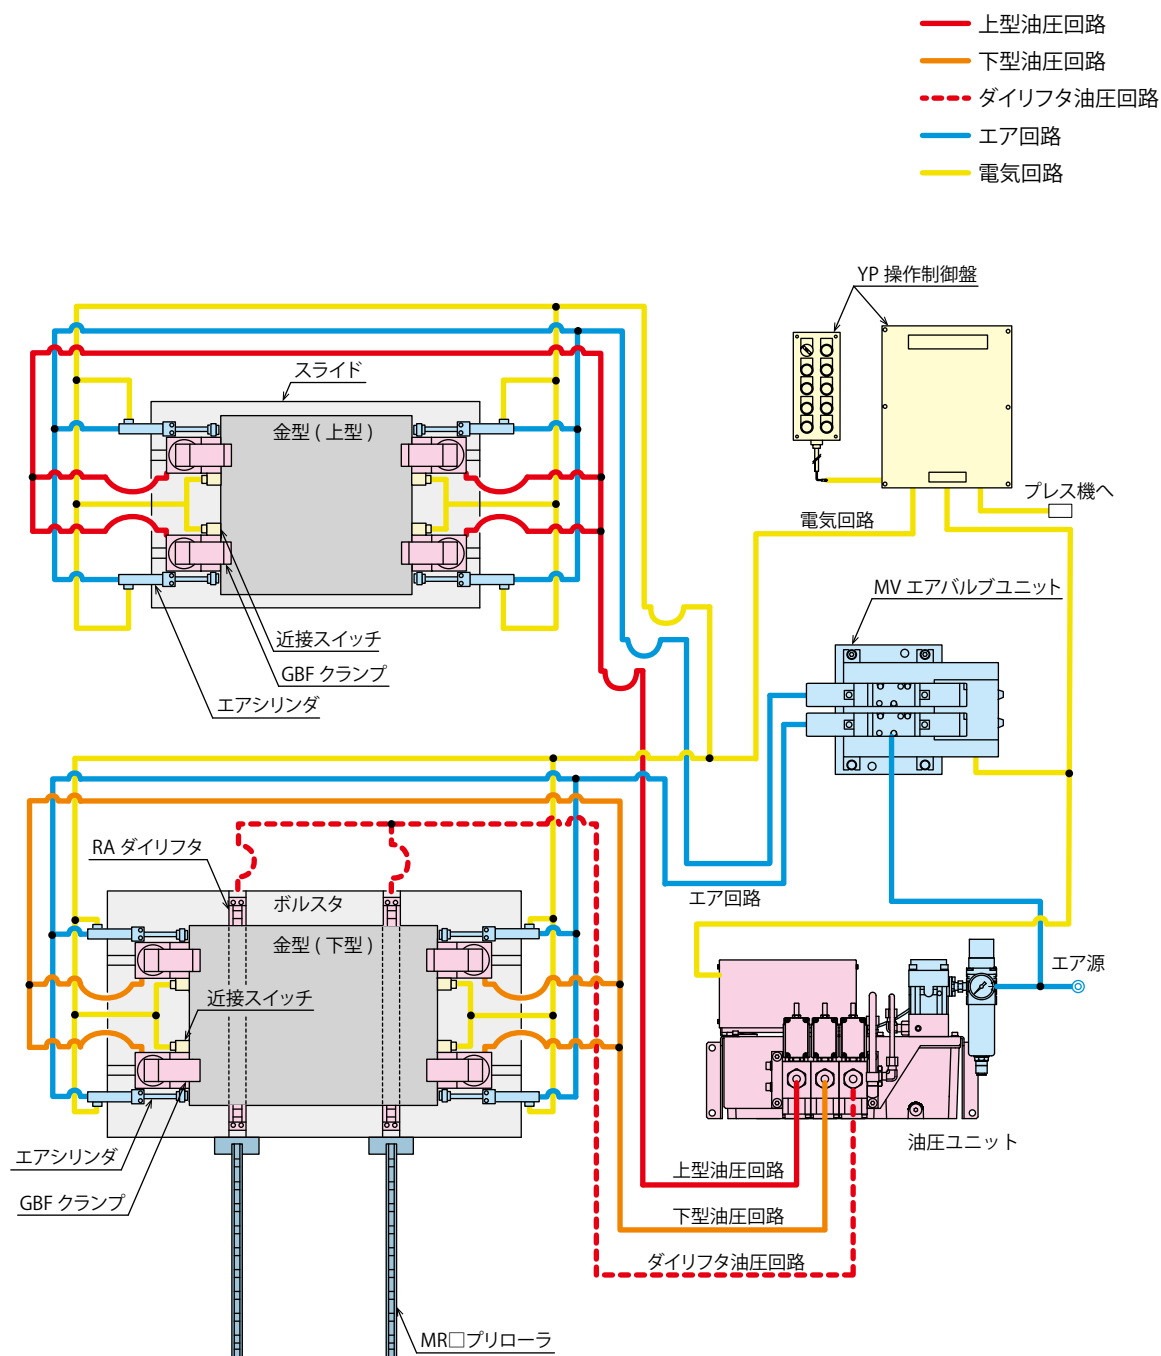 上型油圧回路
下型油圧回路
ダイリフタ油圧回路
エア回路
電気回路
YP 操作制御盤
スライド
金型 ( 上型 )
プレス機へ
電気回路
MV エアバルブユニット
近接スイッチ
GBF クランプ
エアシリンダ
RA ダイリフタ
ボルスタ
エア回路
金型 ( 下型 )
エア源
近接スイッチ
油圧ユニット
エアシリンダ
上型油圧回路
GBF クランプ
下型油圧回路
ダイリフタ油圧回路
MR□プリローラ